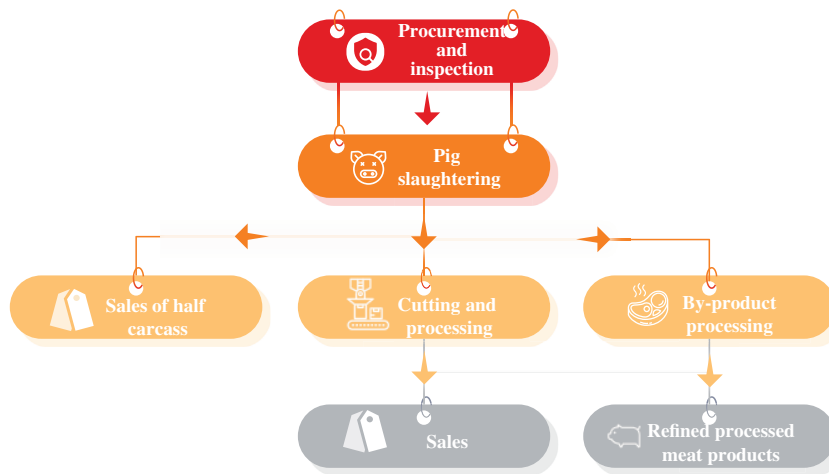 Procurement
and
inspection
Pig
slaughtering
Sales of half
carcass
Cutting and
processing
By-product
processing
Sales
Refined processed
meat products